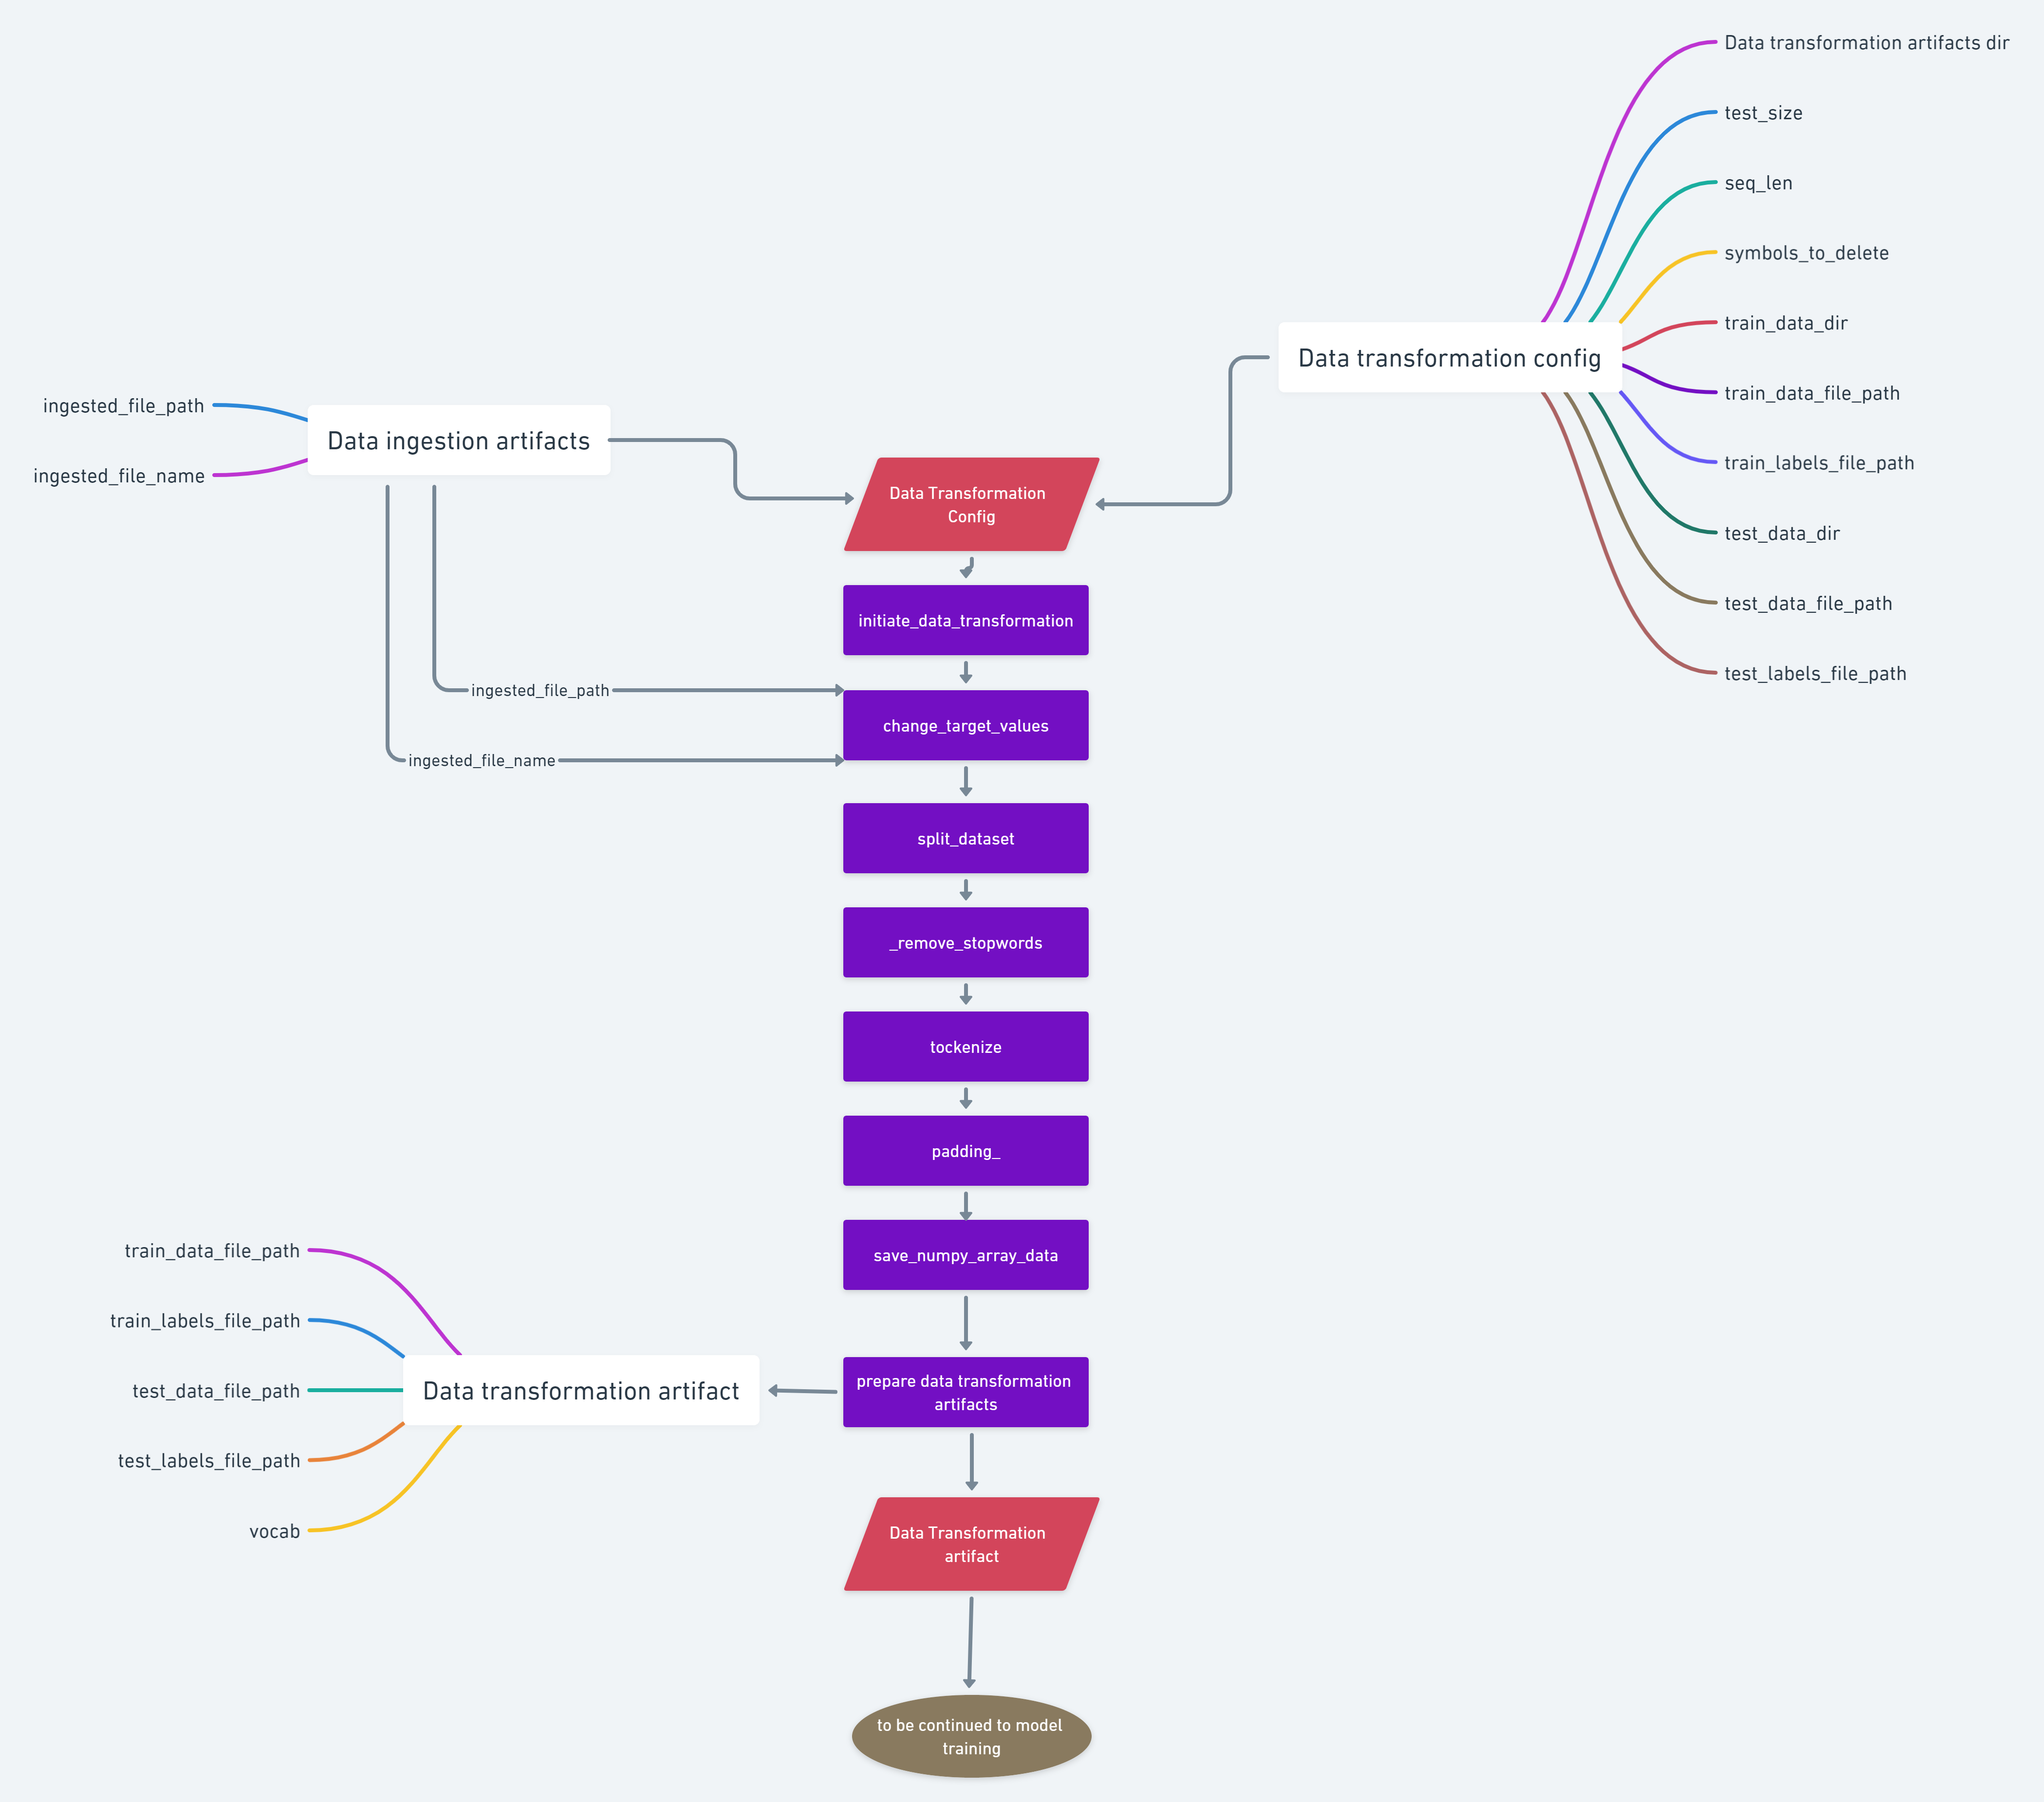 Data transformation artifacts dir
test_size
seq_len
symbols_to_delete
train_data_dir
Data transformation config
train_data_file_path
train_labels_file_path
test_data_dir
test_data_file_path
test_labels_file_path
ingested_file_path
Data ingestion artifacts
ingested_file_name
Data Transformation
Config
initiate_data_transformation
ingested_file_path
change_target_values
ingested_file_name
split_dataset
_remove_stopwords
tockenize
padding_
save_numpy_array_data
train_data_file_path
train_labels_file_path
test_data_file_path
Data transformation artifact
test_labels_file_path
vocab
prepare data transformation
artifacts
Data Transformation
artifact
to be continued to model
training